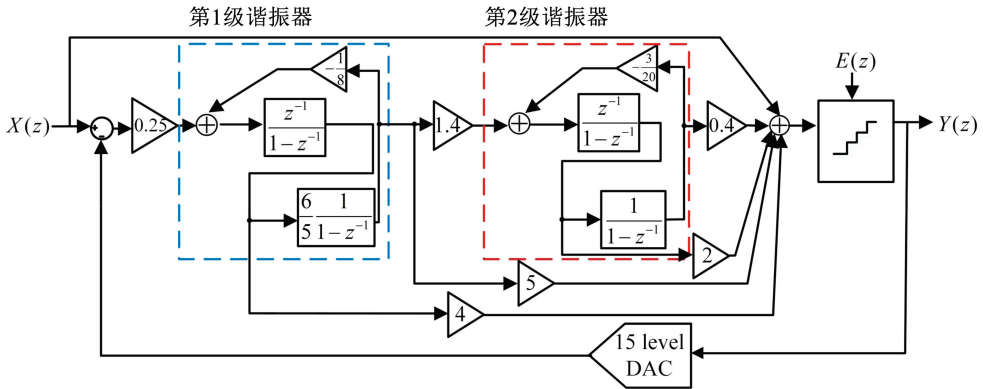 第1级谐振器
第2级谐振器
X(z)
0.25
-1/8
z⁻¹/1-z⁻¹
6/5 1/1-z⁻¹
1.4
-3/20
z⁻¹/1-z⁻¹
1/1-z⁻¹
0.4
2
5
4
E(z)
Y(z)
15 level
DAC